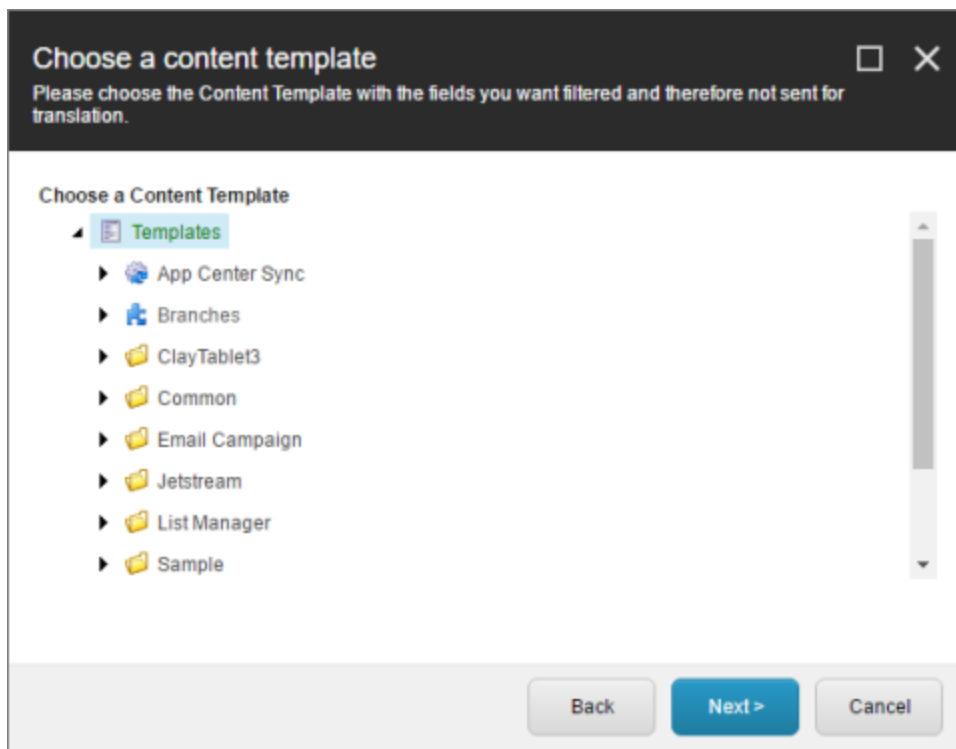 Choose a content template
Please choose the Content Template with the fields you want filtered and therefore not sent for
translation.
Choose a Content Template
Templates
App Center Sync
Branches
ClayTablet3
Common
Email Campaign
Jetstream
List Manager
Sample
Back
Next >
Cancel